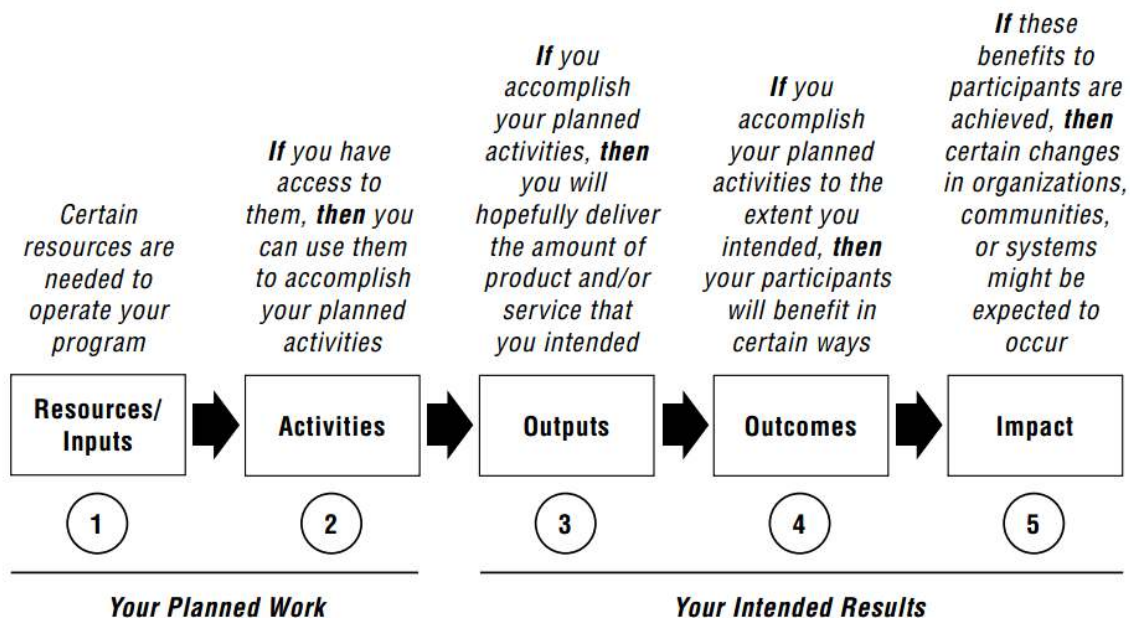 Certain
resources are
needed to
operate your
program
If you have
access to
them, then you
can use them
to accomplish
your planned
activities
If you
accomplish
your planned
activities, then
you will
hopefully deliver
the amount of
product and/or
service that
you intended
If you
accomplish
your planned
activities to the
extent you
intended, then
your participants
will benefit in
certain ways
If these
benefits to
participants are
achieved, then
certain changes
in organizations,
communities,
or systems
might be
expected to
occur
Resources/
Inputs
Activities
Outputs
Outcomes
Impact
1
2
3
4
5
Your Planned Work
Your Intended Results